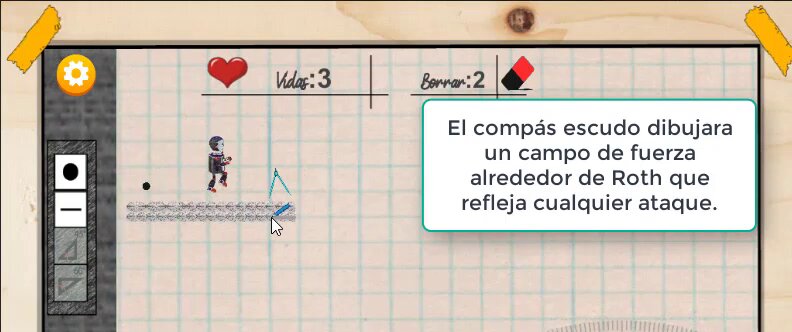 Vidas:3
Borrar:2
El compás escudo dibujara
un campo de fuerza
alrededor de Roth que
refleja cualquier ataque.